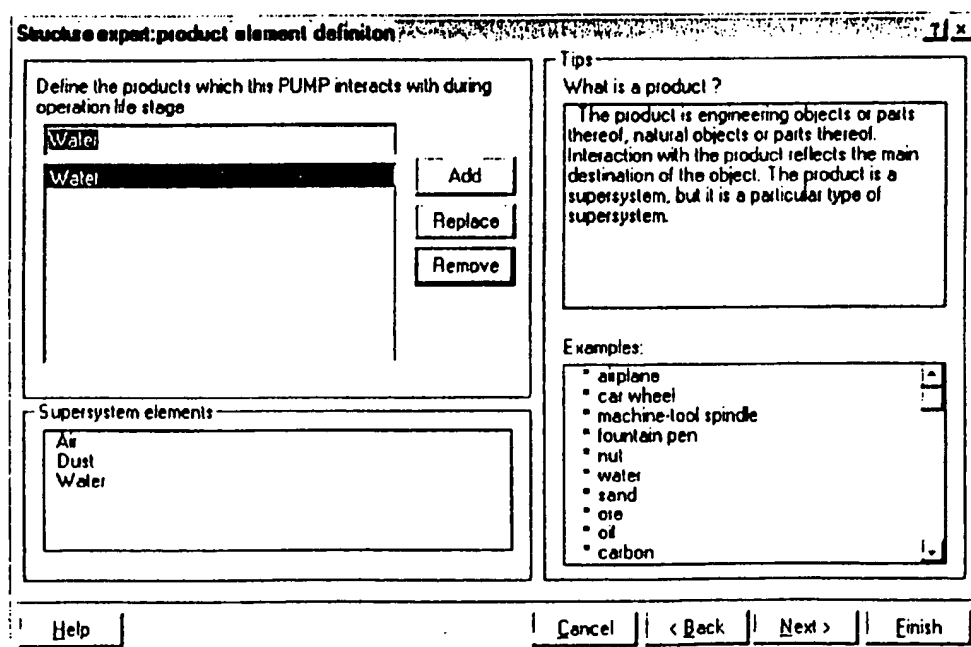 Structure expert:product element definiton
Define the products which this PUMP interacts with during
operation life stage
Water
Water
Add
Replace
Remove
Supersystem elements
Air
Dust
Water
Tips
What is a product ?
The product is engineering objects or parts
thereof, natural objects or parts thereof.
Interaction with the product reflects the main
destination of the object. The product is a
supersystem, but it is a particular type of
supersystem.
Examples:
* airplane
* car wheel
* machine-tool spindle
* fountain pen
* nut
* water
* sand
* ore
* oil
* carbon
Help
Cancel
< Back
Next >
Finish